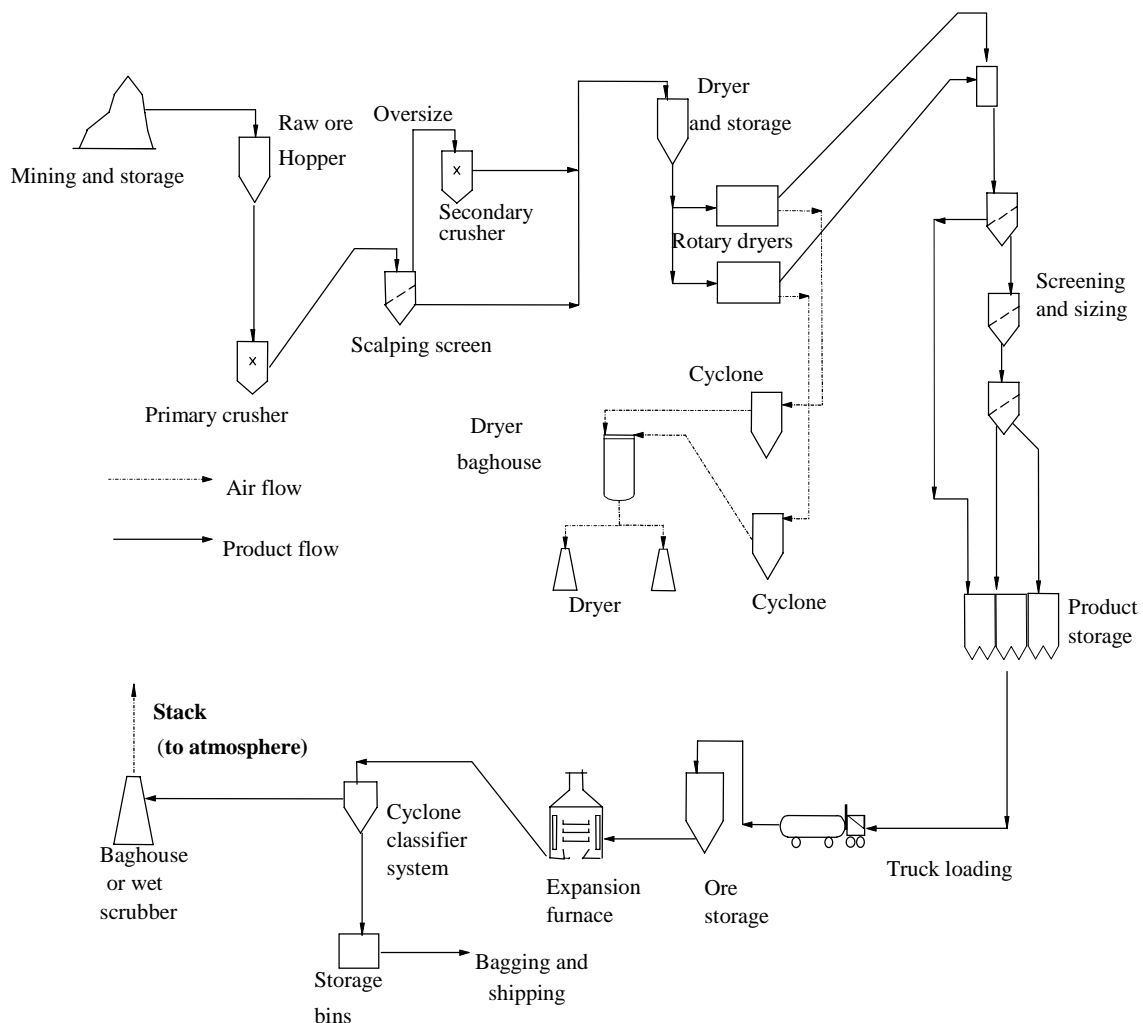 Mining and storage
Raw ore
Hopper
Oversize
x
Secondary
crusher
Dryer
and storage
Rotary dryers
Scalping screen
x
Primary crusher
Screening
and sizing
Cyclone
Dryer
baghouse
Air flow
Product flow
Dryer
Cyclone
Product
storage
Stack
(to atmosphere)
Baghouse
or wet
scrubber
Cyclone
classifier
system
Expansion
furnace
Ore
storage
Truck loading
Storage
bins
Bagging and
shipping